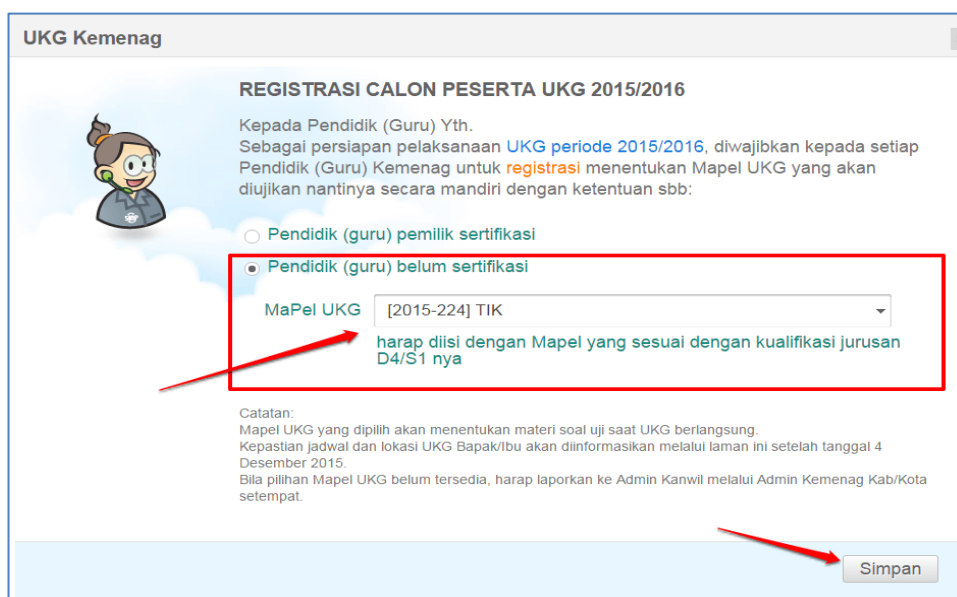 UKG Kemenag
REGISTRASI CALON PESERTA UKG 2015/2016
Kepada Pendidik (Guru) Yth.
Sebagai persiapan pelaksanaan UKG periode 2015/2016, diwajibkan kepada setiap
Pendidik (Guru) Kemenag untuk registrasi menentukan Mapel UKG yang akan
diujikan nantinya secara mandiri dengan ketentuan sbb:
Pendidik (guru) pemilik sertifikasi
Pendidik (guru) belum sertifikasi
MaPel UKG [2015-224] TIK
harap diisi dengan Mapel yang sesuai dengan kualifikasi jurusan
D4/S1 nya
Catatan:
Mapel UKG yang dipilih akan menentukan materi soal uji saat UKG berlangsung.
Kepastian jadwal dan lokasi UKG Bapak/Ibu akan diinformasikan melalui laman ini setelah tanggal 4
Desember 2015.
Bila pilihan Mapel UKG belum tersedia, harap laporkan ke Admin Kanwil melalui Admin Kemenag Kab/Kota
setempat.
Simpan